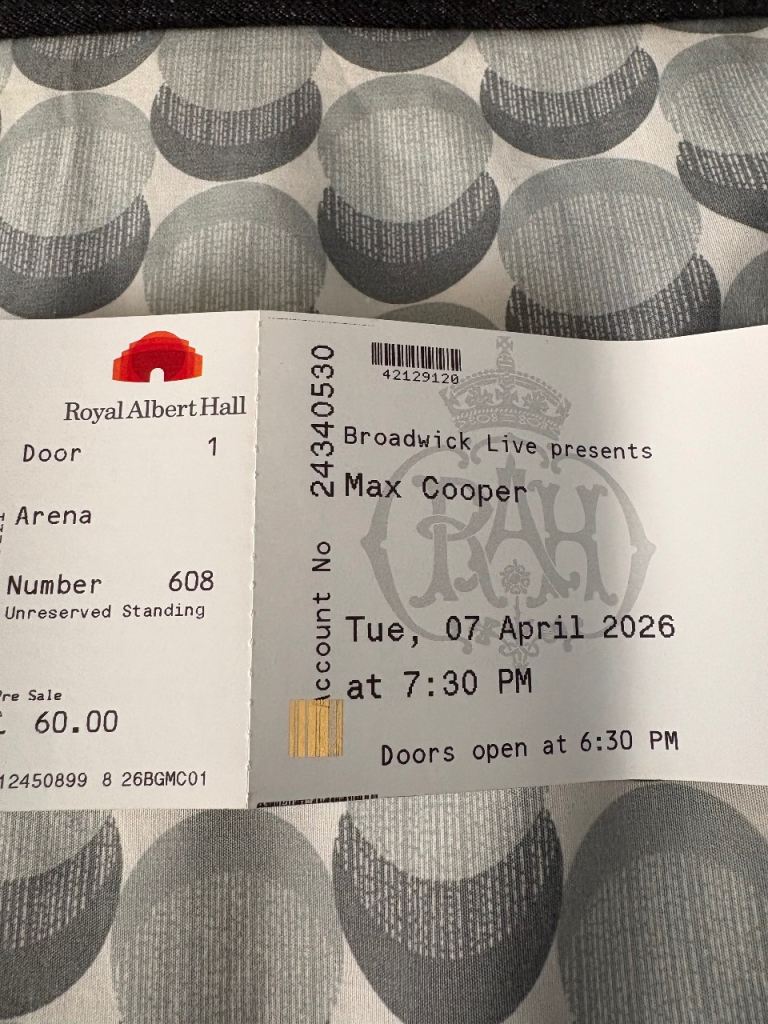 Royal Albert Hall
Door 1
Arena
Number 608
Unreserved Standing
Pre Sale
60.00
12450899 8 26BGMC01
Account No 24340530
42129120
Broadwick Live presents
Max Cooper
RAH
Tue, 07 April 2026
at 7:30 PM
Doors open at 6:30 PM